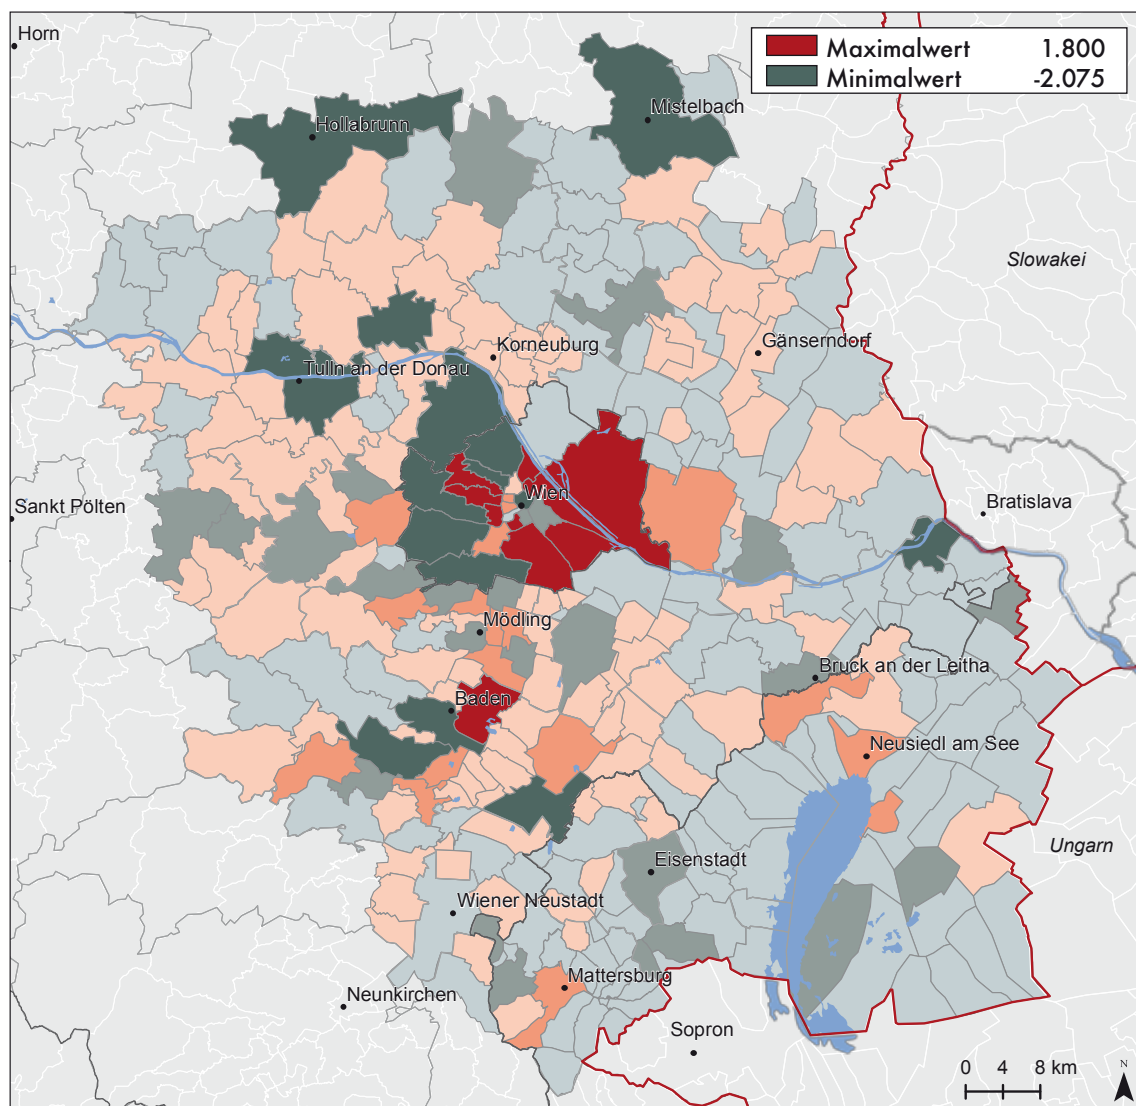 Horn
Maximalwert 1.800
Minimalwert -2.075
Mistelbach
Hollabrunn
Slowakei
Korneuburg
Gänserndorf
Tulln an der Donau
Wien
Sankt Pölten
Bratislava
Mödling
Bruck an der Leitha
Baden
Neusiedl am See
Ungarn
Eisenstadt
Wiener Neustadt
Mattersburg
Neunkirchen
Sopron
0 4 8 km
N